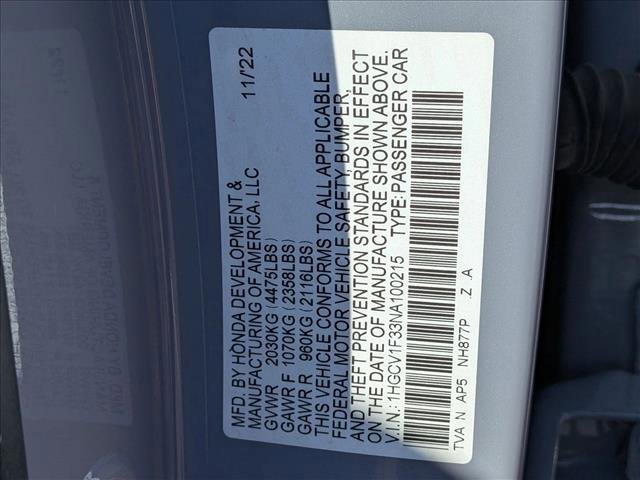 MFD. BY HONDA DEVELOPMENT & 11/22
MANUFACTURING OF AMERICA, LLC
GVWR 2030KG (4475LBS)
GAWR F 1070KG (2358LBS)
GAWR R 960KG (2116LBS)
THIS VEHICLE CONFORMS TO ALL APPLICABLE
FEDERAL MOTOR VEHICLE SAFETY, BUMPER,
AND THEFT PREVENTION STANDARDS IN EFFECT
ON THE DATE OF MANUFACTURE SHOWN ABOVE.
V.I.N.: 1HGCV1F33NA100215 TYPE: PASSENGER CAR
TVA N AP5 NH877P .Z .A